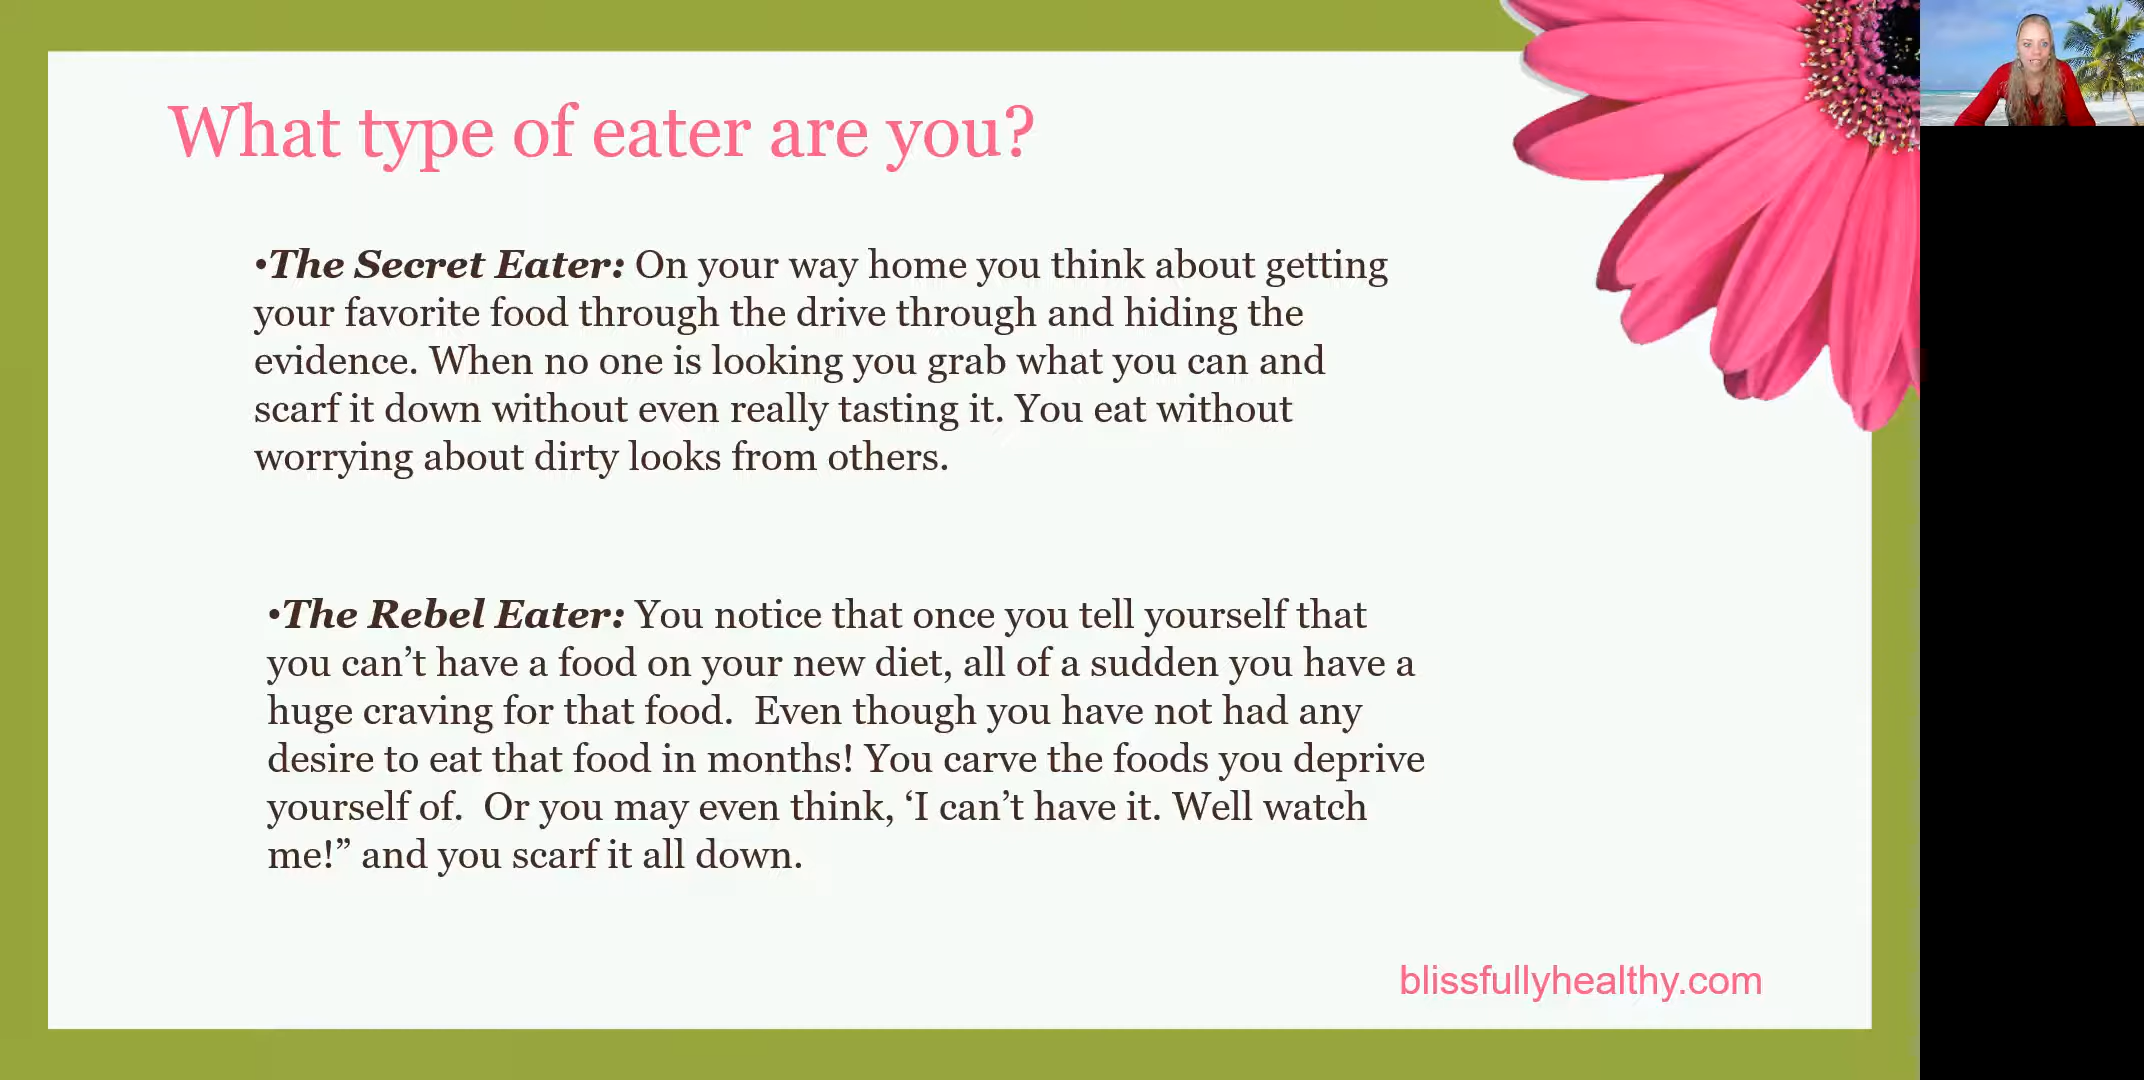 What type of eater are you?
•The Secret Eater: On your way home you think about getting
your favorite food through the drive through and hiding the
evidence. When no one is looking you grab what you can and
scarf it down without even really tasting it. You eat without
worrying about dirty looks from others.
•The Rebel Eater: You notice that once you tell yourself that
you can’t have a food on your new diet, all of a sudden you have a
huge craving for that food.  Even though you have not had any
desire to eat that food in months! You carve the foods you deprive
yourself of.  Or you may even think, ‘I can’t have it. Well watch
me!” and you scarf it all down.
blissfullyhealthy.com